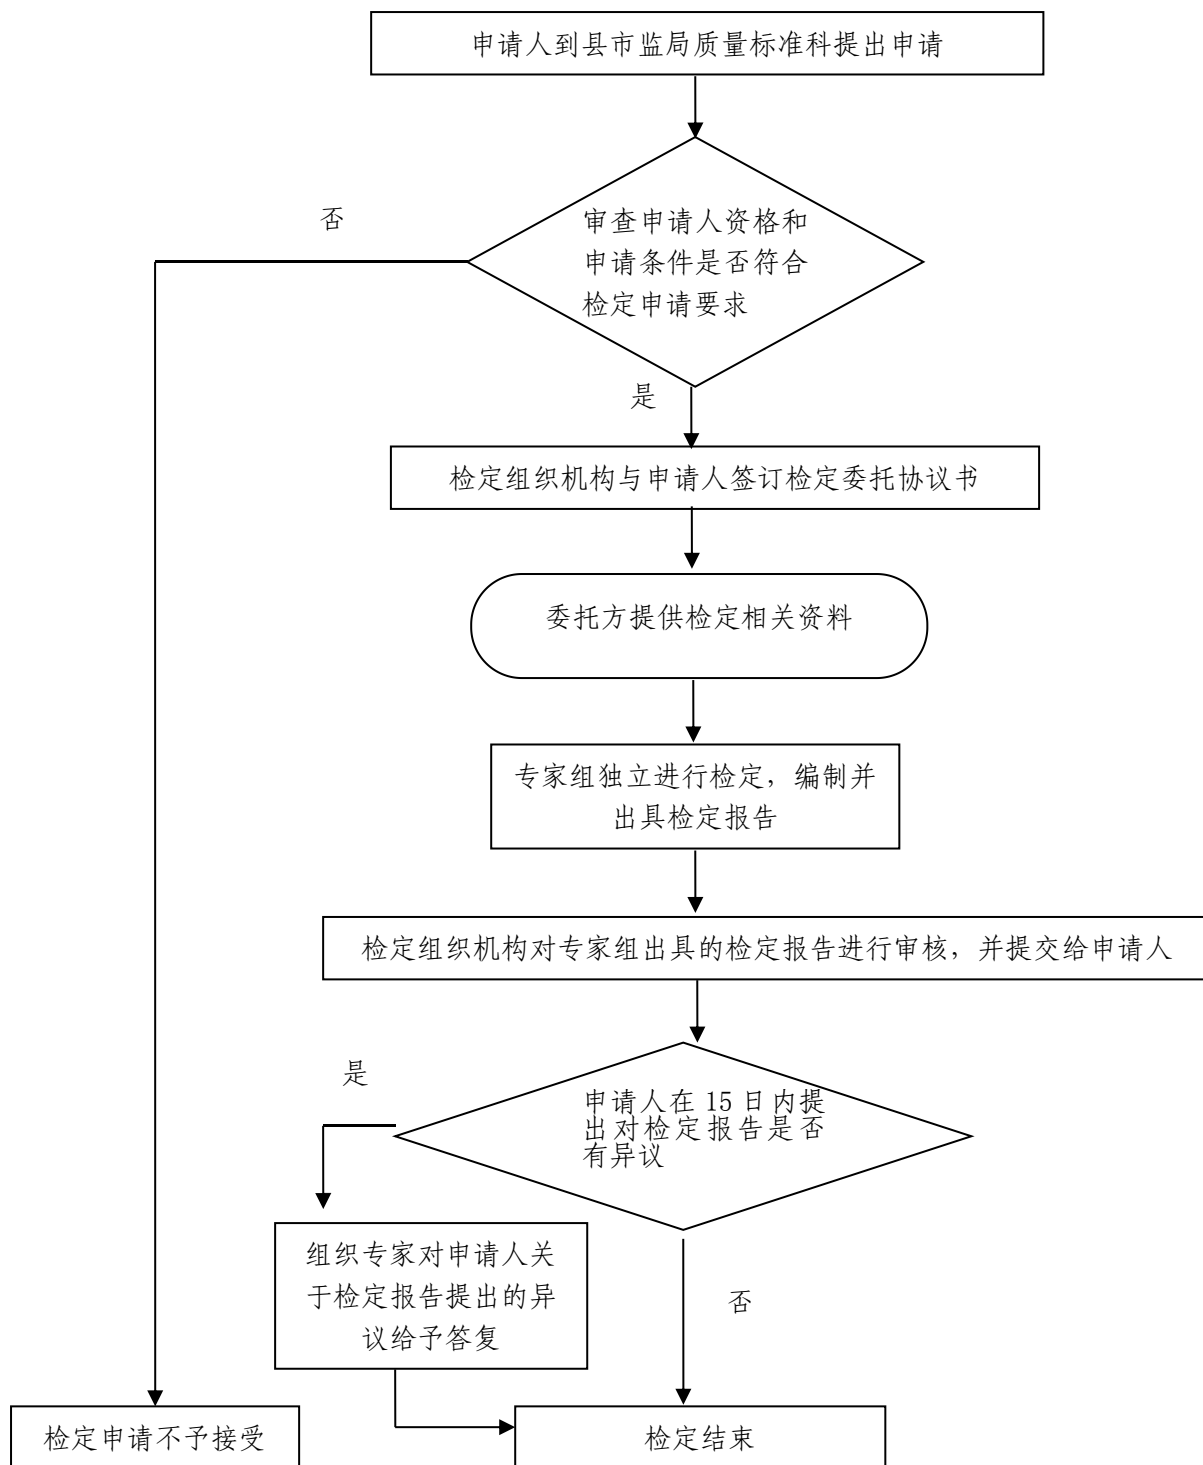 申请人到县市监局质量标准科提出申请
否
审查申请人资格和
申请条件是否符合
检定申请要求
是
检定组织机构与申请人签订检定委托协议书
委托方提供检定相关资料
专家组独立进行检定，编制并
出具检定报告
检定组织机构对专家组出具的检定报告进行审核，并提交给申请人
是
申请人在 15 日内提
出对检定报告是否
有异议
组织专家对申请人关
于检定报告提出的异
议给予答复
否
检定申请不予接受
检定结束